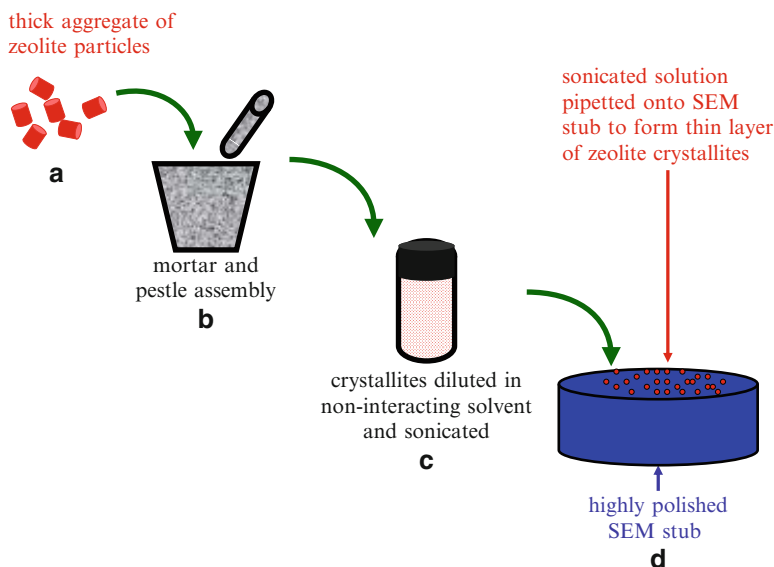 thick aggregate of
zeolite particles
a
mortar and
pestle assembly
b
crystallites diluted in
non-interacting solvent
and sonicated
c
sonicated solution
pipetted onto SEM
stub to form thin layer
of zeolite crystallites
highly polished
SEM stub
d